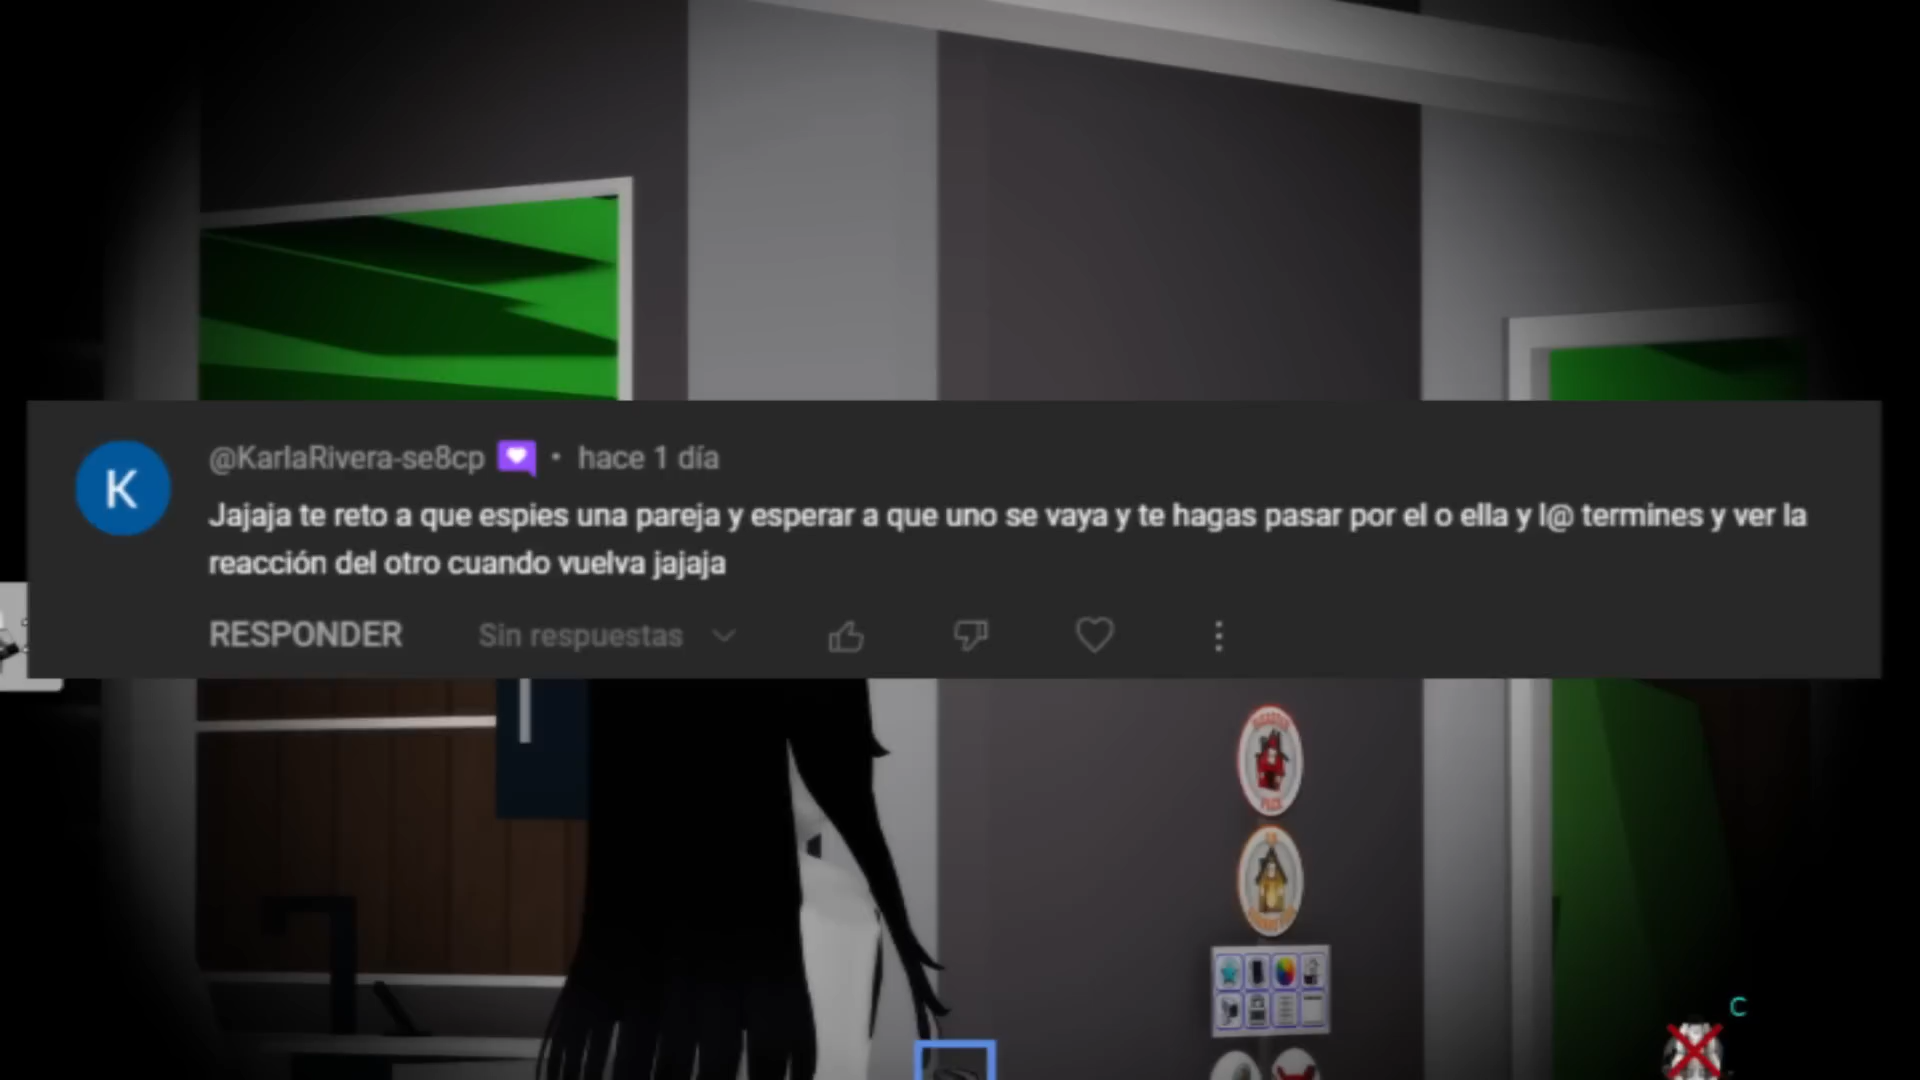 K
@KarlaRivera-se8cp • hace 1 día
Jajaja te reto a que espies una pareja y esperar a que uno se vaya y te hagas pasar por el o ella y l@ termines y ver la
reacción del otro cuando vuelva jajaja
RESPONDER Sin respuestas
C